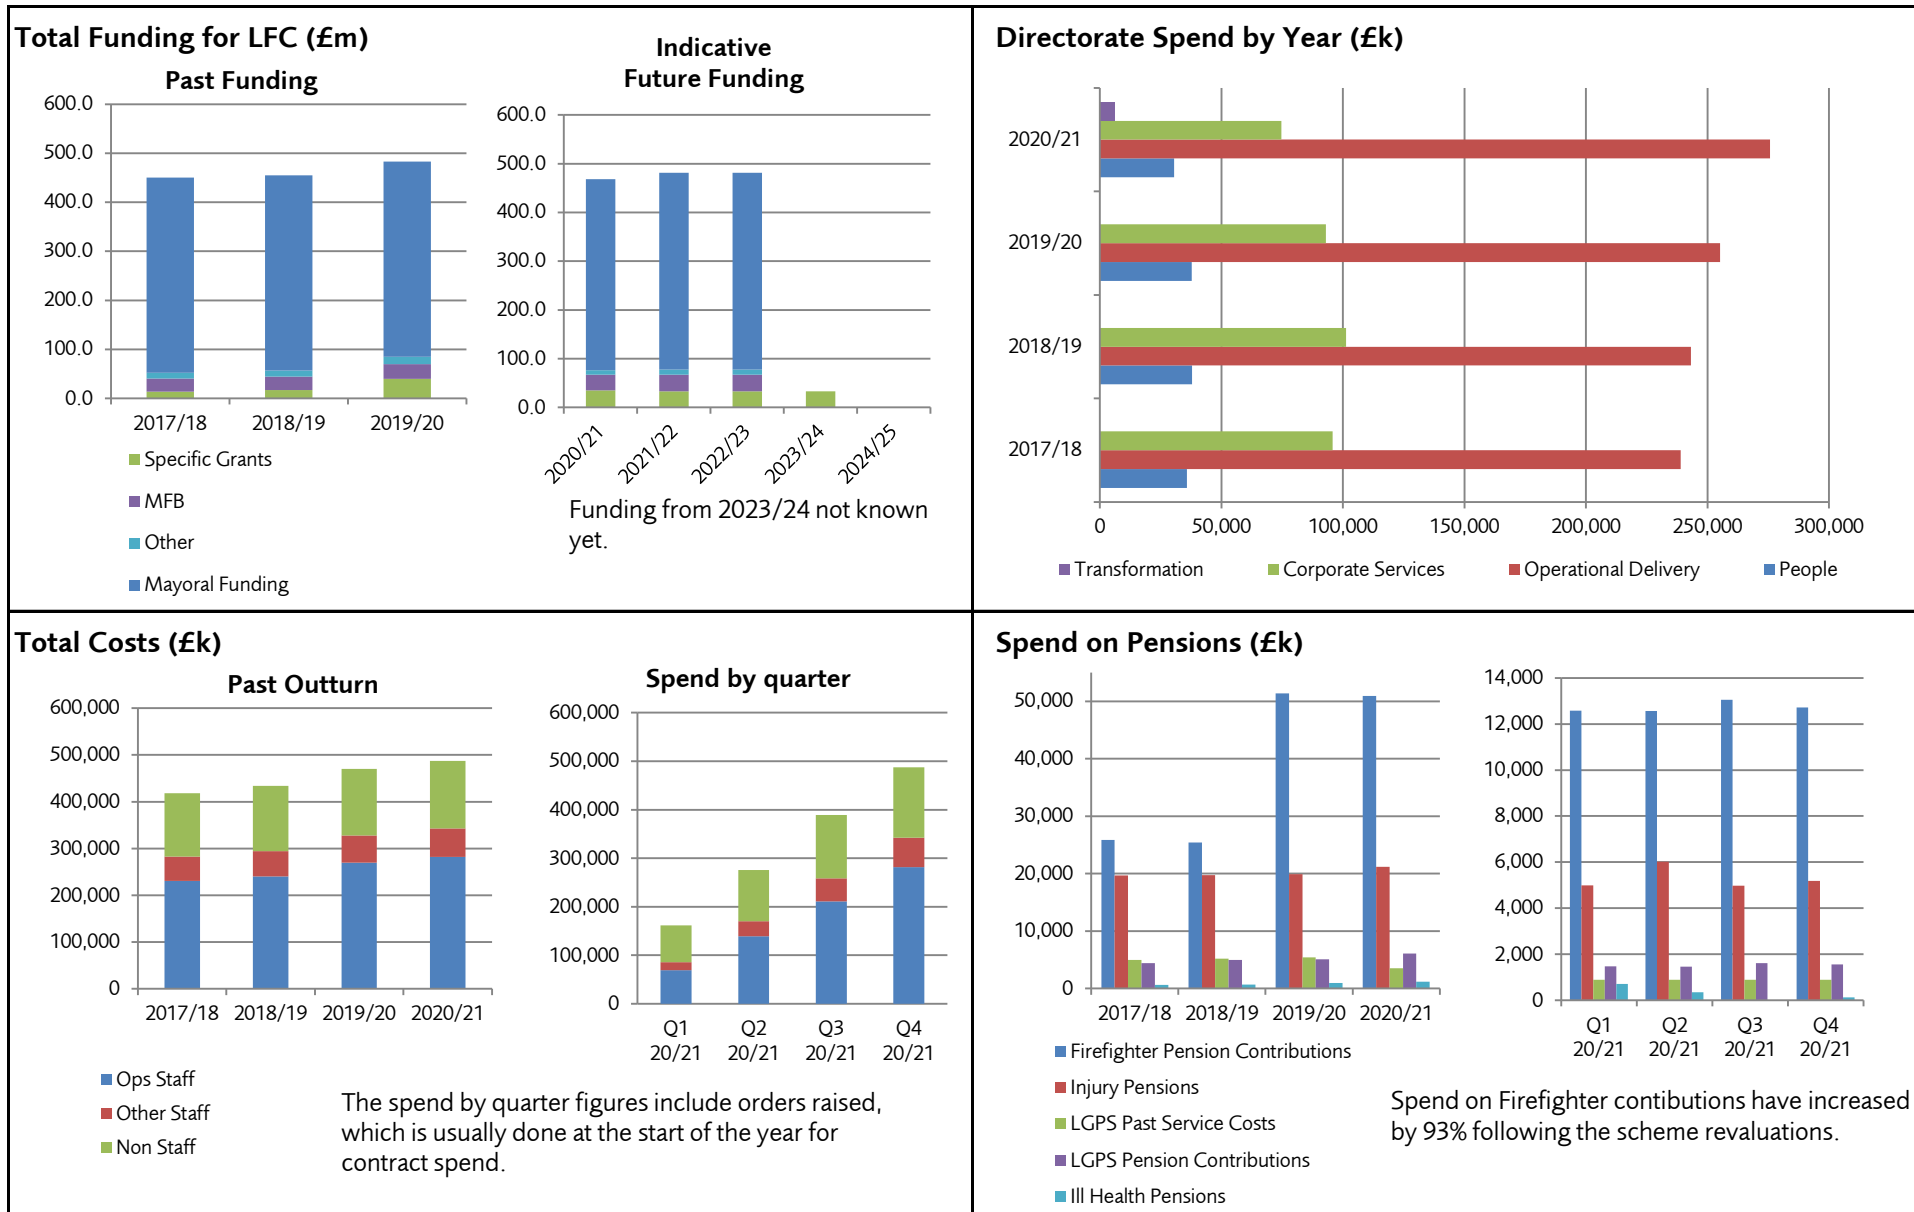 Total Funding for LFC (£m)
Past Funding
600.0
500.0
400.0
300.0
200.0
100.0
0.0
2017/18 2018/19 2019/20
Specific Grants
MFB
Other
Mayoral Funding
Indicative
Future Funding
600.0
500.0
400.0
300.0
200.0
100.0
0.0
2020/21 2021/22 2022/23 2023/24 2024/25
Funding from 2023/24 not known
yet.
Directorate Spend by Year (£k)
2020/21
2019/20
2018/19
2017/18
0 50,000 100,000 150,000 200,000 250,000 300,000
Transformation Corporate Services Operational Delivery People
Total Costs (£k)
Past Outturn
600,000
500,000
400,000
300,000
200,000
100,000
0
2017/18 2018/19 2019/20 2020/21
Ops Staff
Other Staff
Non Staff
Spend by quarter
600,000
500,000
400,000
300,000
200,000
100,000
0
Q1 Q2 Q3 Q4
20/21 20/21 20/21 20/21
The spend by quarter figures include orders raised,
which is usually done at the start of the year for
contract spend.
Spend on Pensions (£k)
50,000
40,000
30,000
20,000
10,000
0
2017/18 2018/19 2019/20 2020/21
Firefighter Pension Contributions
Injury Pensions
LGPS Past Service Costs
LGPS Pension Contributions
Ill Health Pensions
14,000
12,000
10,000
8,000
6,000
4,000
2,000
0
Q1 Q2 Q3 Q4
20/21 20/21 20/21 20/21
Spend on Firefighter contibutions have increased
by 93% following the scheme revaluations.